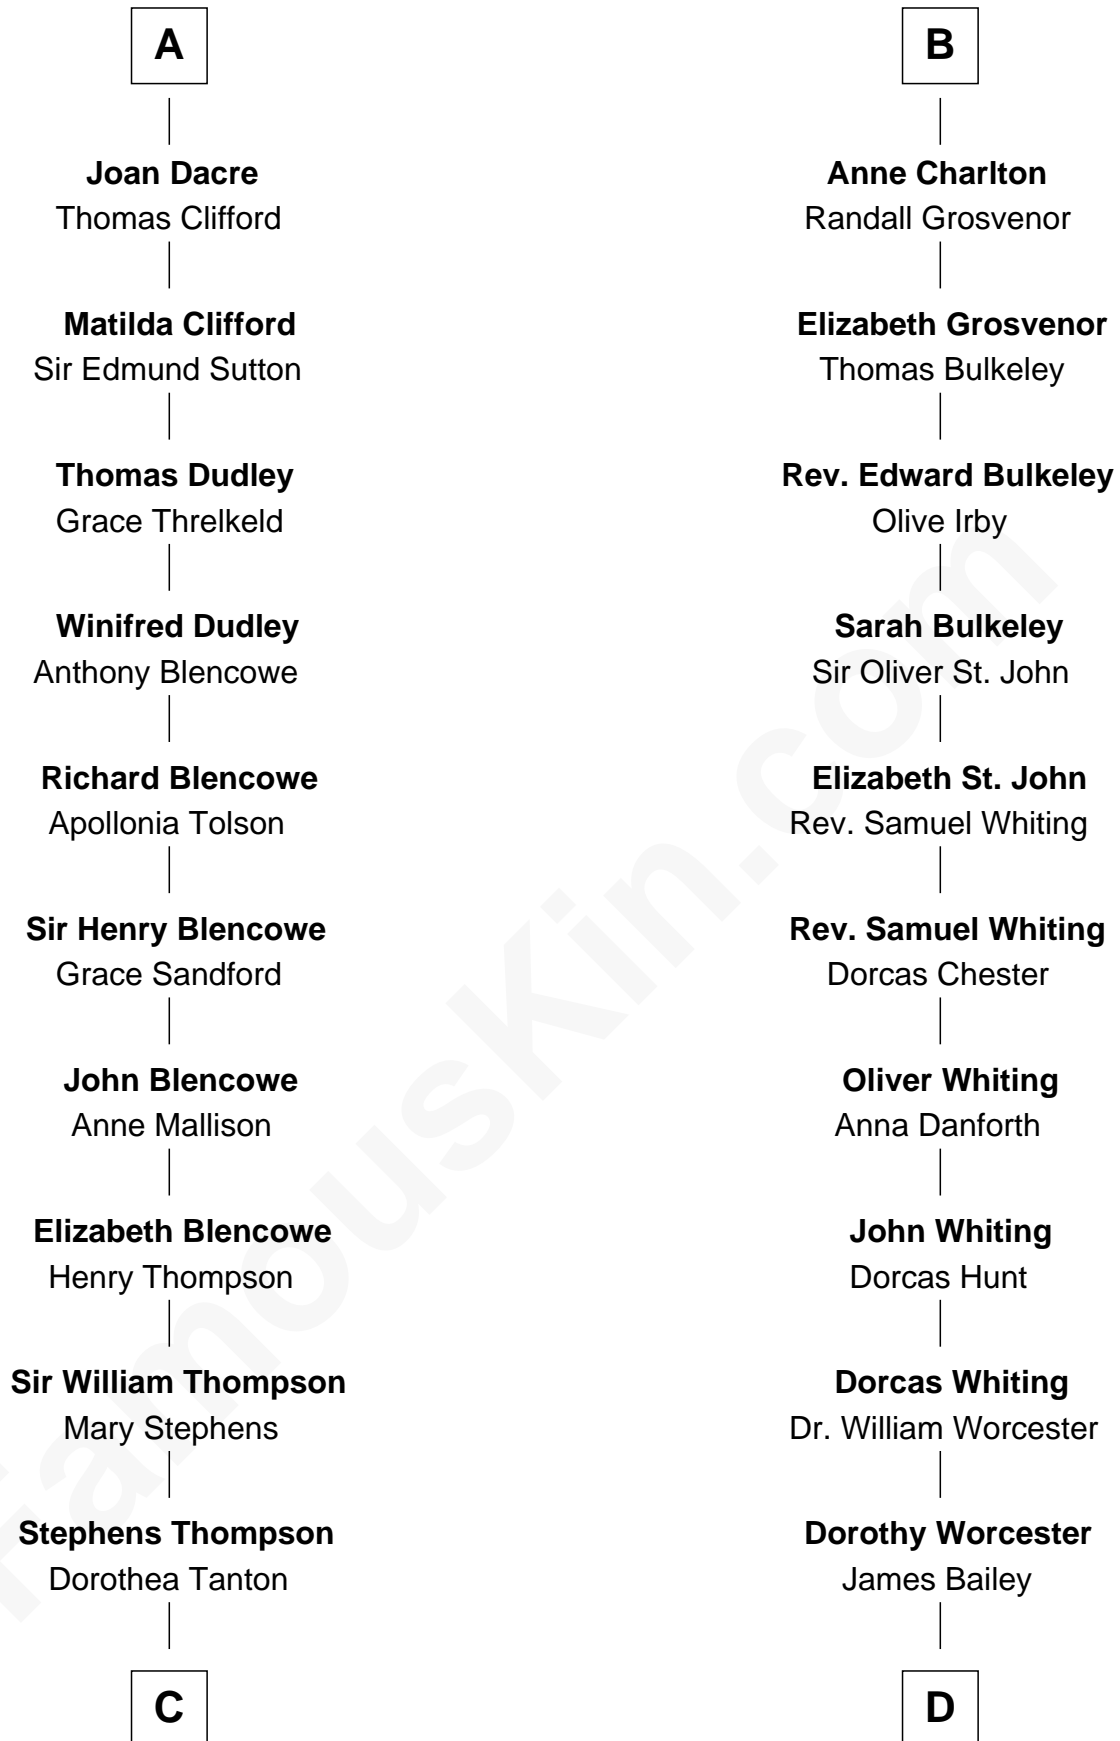 A
Joan Dacre
Thomas Clifford
Matilda Clifford
Sir Edmund Sutton
Thomas Dudley
Grace Threlkeld
Winifred Dudley
Anthony Blencowe
Richard Blencowe
Apollonia Tolson
Sir Henry Blencowe
Grace Sandford
John Blencowe
Anne Mallison
Elizabeth Blencowe
Henry Thompson
Sir William Thompson
Mary Stephens
Stephens Thompson
Dorothea Tanton
C
B
Anne Charlton
Randall Grosvenor
Elizabeth Grosvenor
Thomas Bulkeley
Rev. Edward Bulkeley
Olive Irby
Sarah Bulkeley
Sir Oliver St. John
Elizabeth St. John
Rev. Samuel Whiting
Rev. Samuel Whiting
Dorcas Chester
Oliver Whiting
Anna Danforth
John Whiting
Dorcas Hunt
Dorcas Whiting
Dr. William Worcester
Dorothy Worcester
James Bailey
D
FamousKin.com